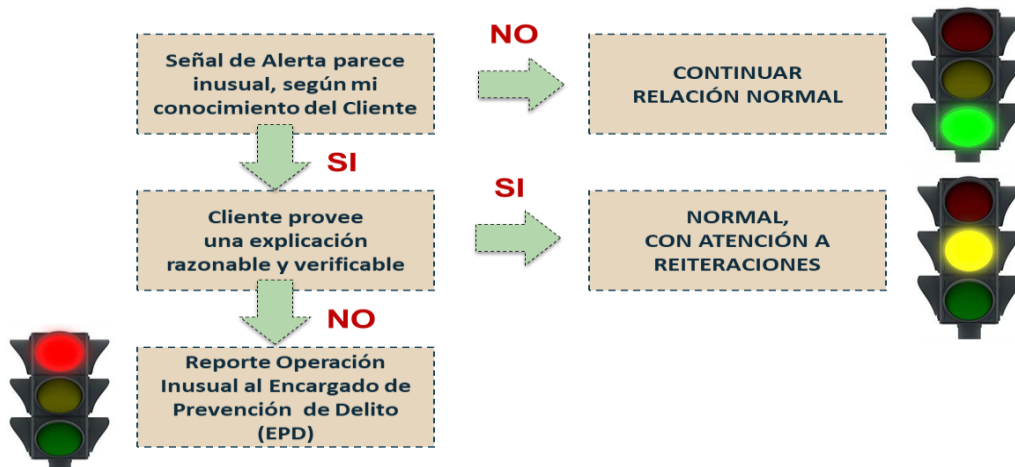 Señal de Alerta parece
inusual, según mi
conocimiento del Cliente
NO
CONTINUAR
RELACIÓN NORMAL
SI
Cliente provee
una explicación
razonable y verificable
SI
NORMAL,
CON ATENCIÓN A
REITERACIONES
NO
Reporte Operación
Inusual al Encargado de
Prevención de Delito
(EPD)